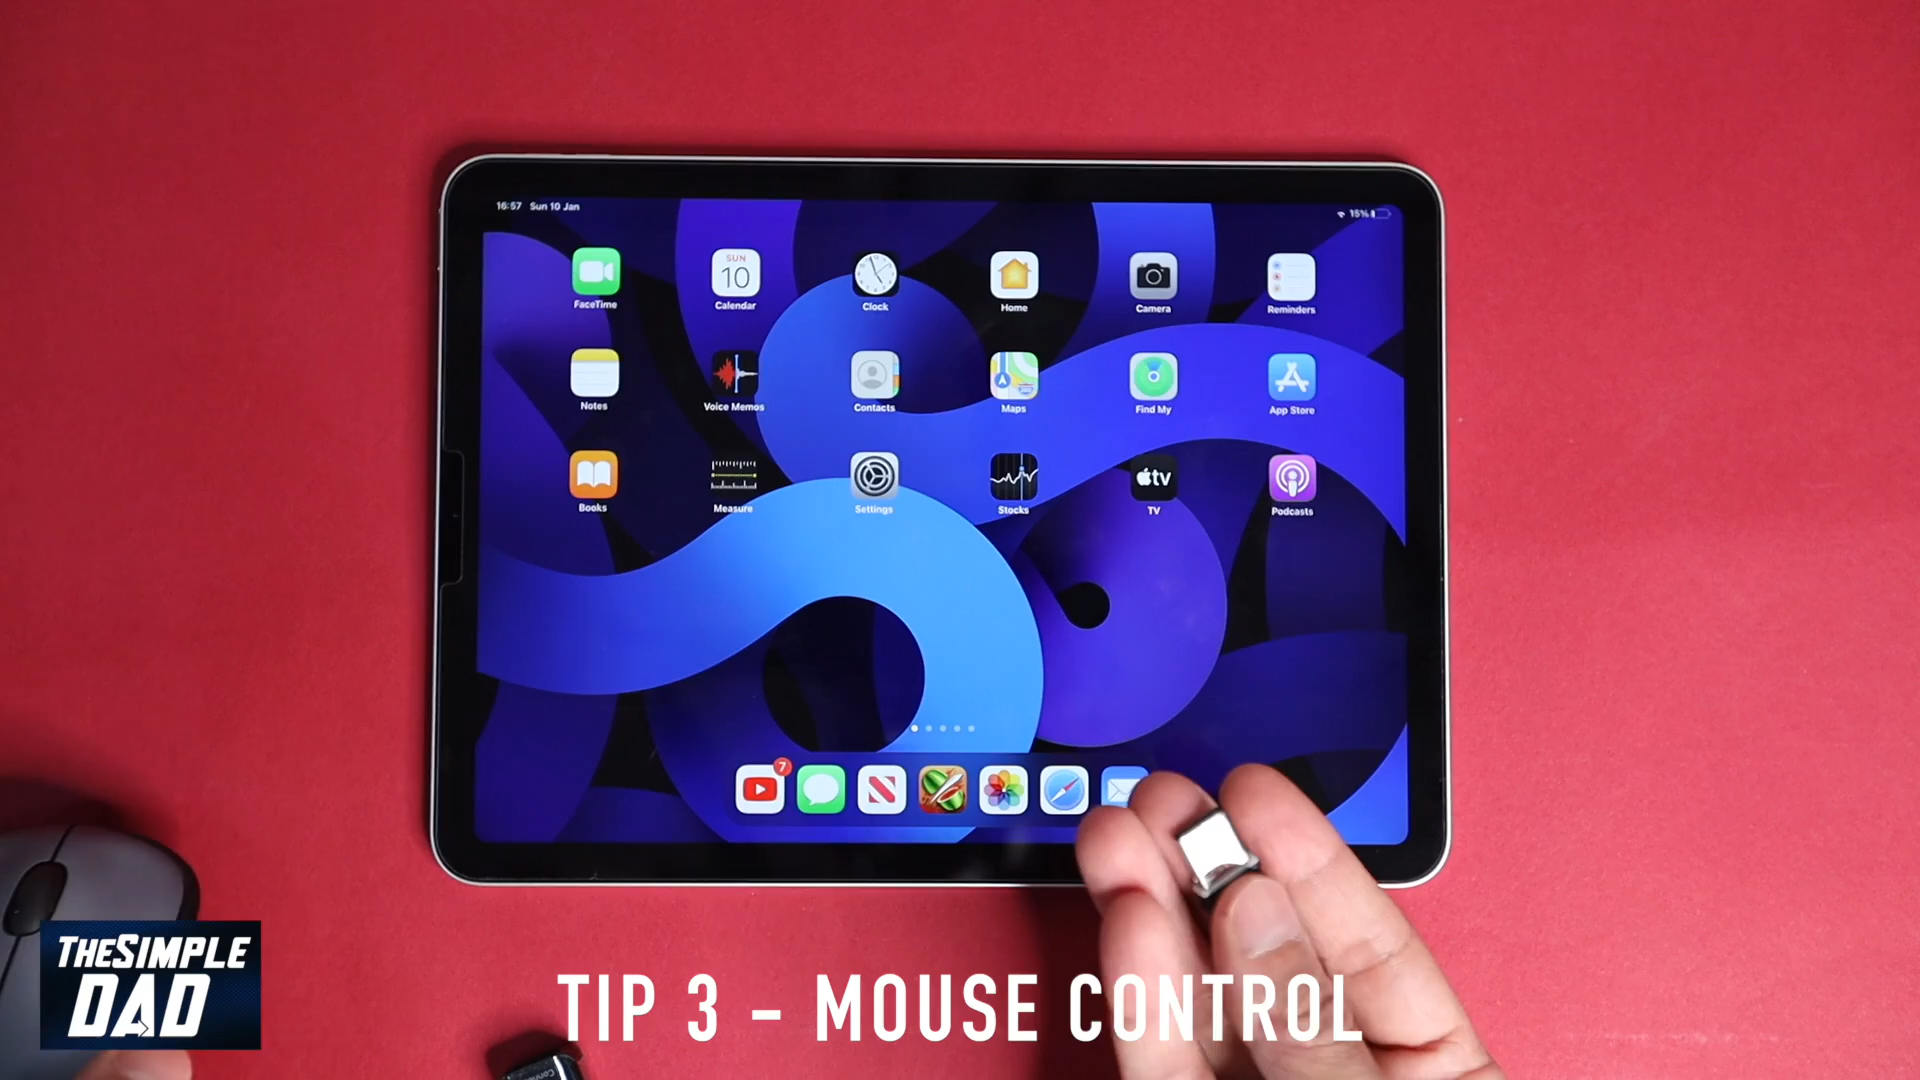 16:57 Sun 10 Jan
15%
FaceTime
SUN
10
Calendar
Clock
Home
Camera
Reminders
Notes
Voice Memos
Contacts
Maps
Find My
App Store
Books
Measure
Settings
Stocks
tv
TV
Podcasts
7
THESIMPLE
DAD
TIP 3 - MOUSE CONTROL